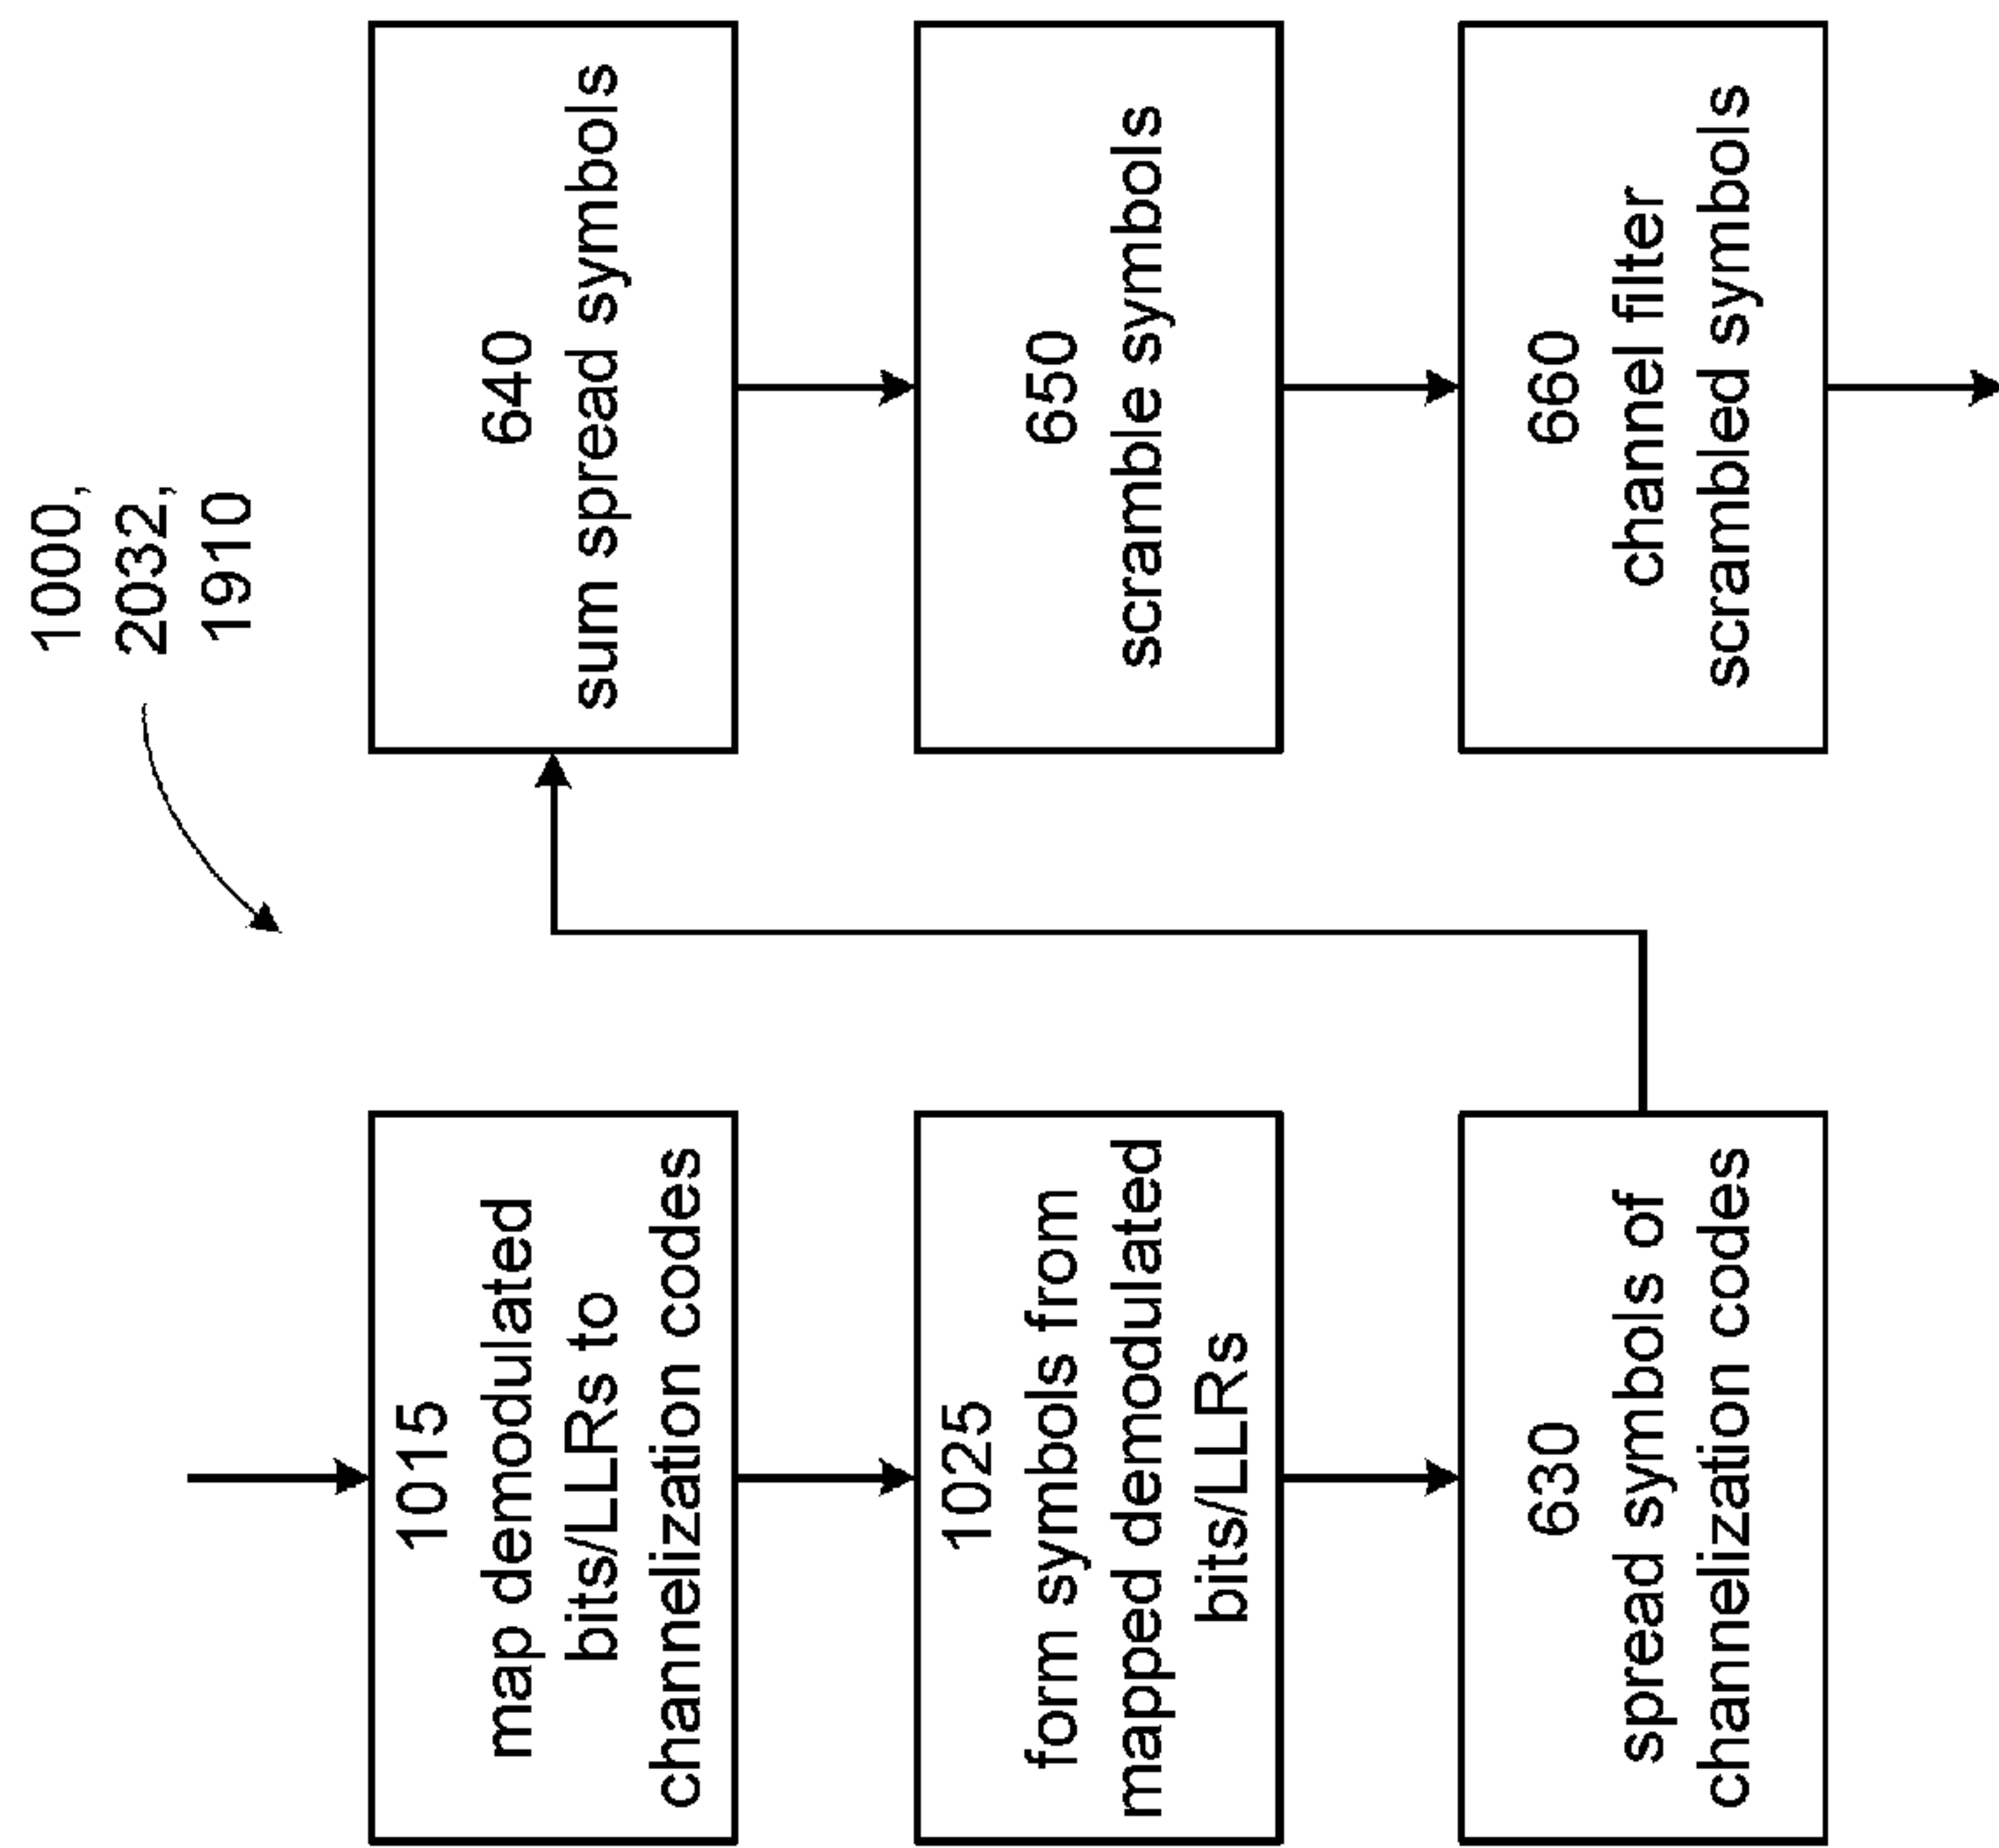 1000,
2032,
1910
1015
map demodulated
bits/LLRs to
channelization codes
1025
form symbols from
mapped demodulated
bits/LLRs
630
spread symbols of
channelization codes
640
sum spread symbols
650
scramble symbols
660
channel filter
scrambled symbols